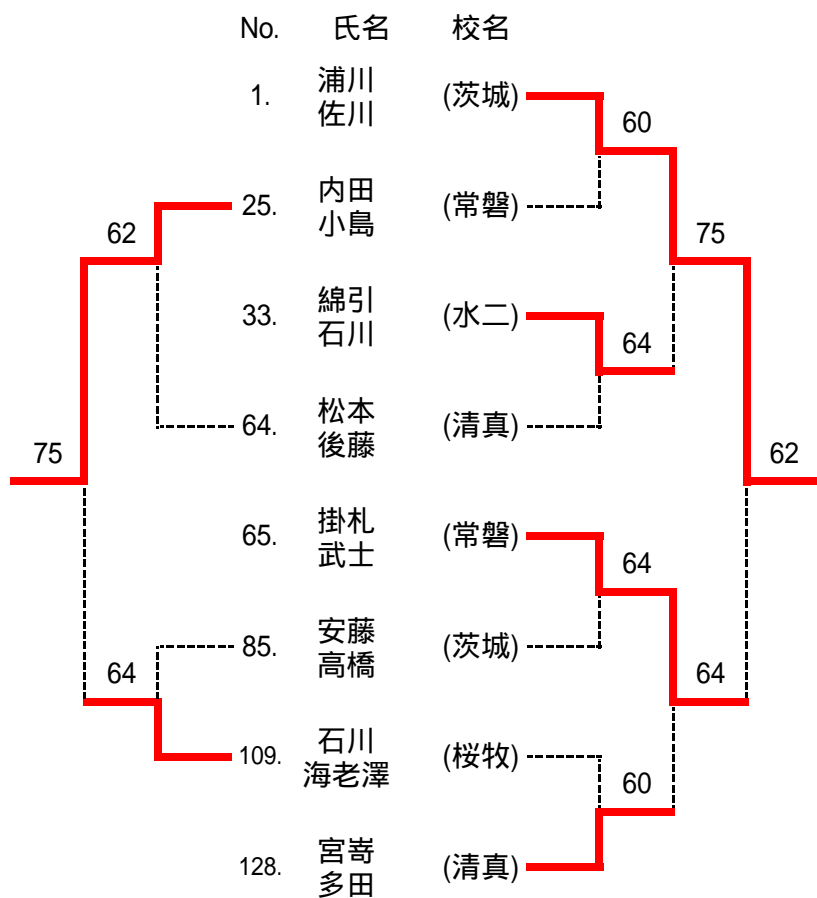 No. 氏名 校名
1. 浦川 (茨城)
佐川
60
25. 内田 (常磐)
小島
62
75
33. 綿引 (水二)
石川
64
64. 松本 (清真)
後藤
75
62
65. 掛札 (常磐)
武士
64
85. 安藤 (茨城)
高橋
64
64
109. 石川 (桜牧)
海老澤
60
128. 宮嵜 (清真)
多田